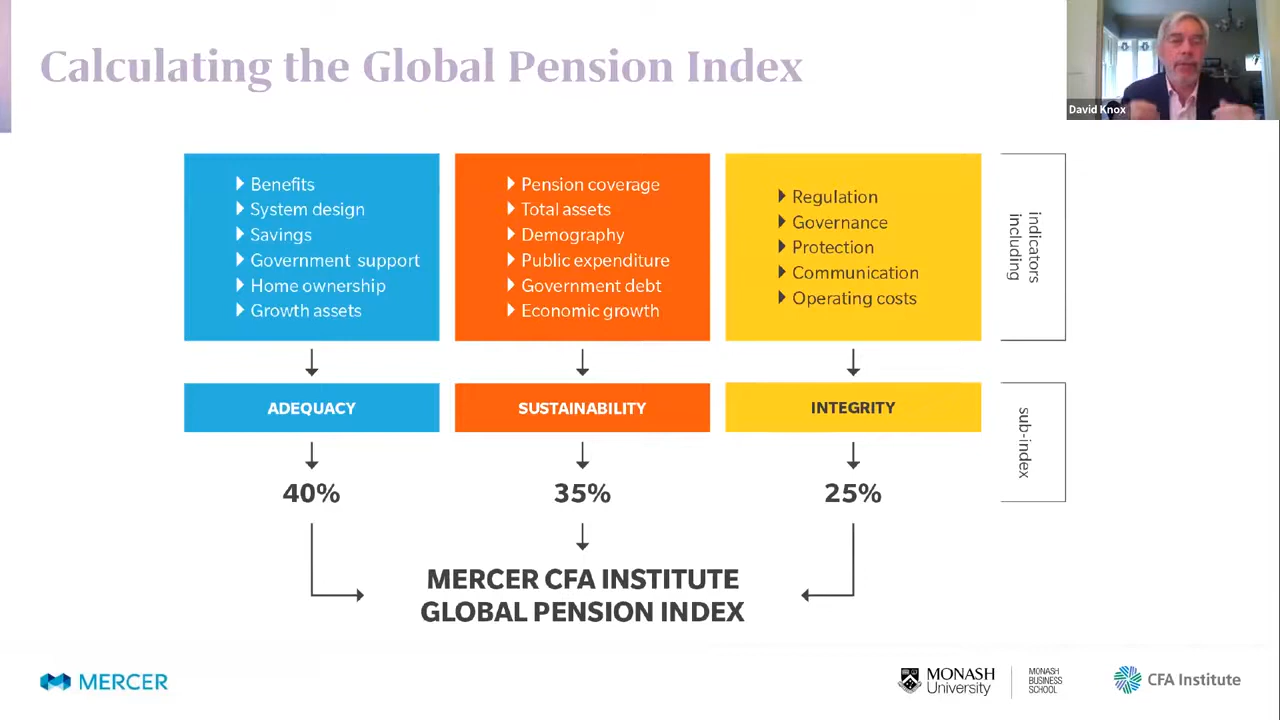 Calculating the Global Pension Index
David Knox
Benefits
System design
Savings
Government support
Home ownership
Growth assets
Pension coverage
Total assets
Demography
Public expenditure
Government debt
Economic growth
Regulation
Governance
Protection
Communication
Operating costs
indicators
including
ADEQUACY
SUSTAINABILITY
INTEGRITY
sub-index
40%
35%
25%
MERCER CFA INSTITUTE
GLOBAL PENSION INDEX
MERCER
MONASH
University
MONASH
BUSINESS
SCHOOL
CFA Institute